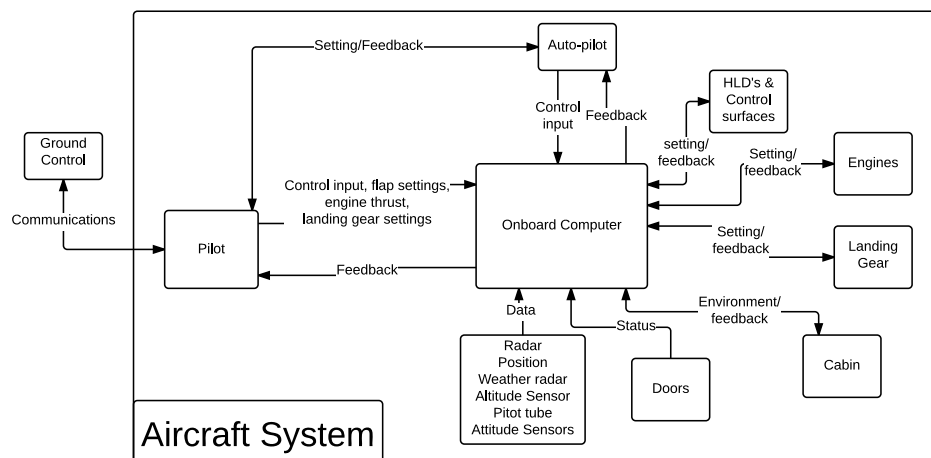 Setting/Feedback
Auto-pilot
HLD's &
Control
surfaces
Control
input
Feedback
Ground
Control
setting/
feedback
Setting/
feedback
Engines
Control input, flap settings,
engine thrust,
landing gear settings
Communications
Pilot
Onboard Computer
Setting/
feedback
Landing
Gear
Feedback
Data
Status
Environment/
feedback
Radar
Position
Weather radar
Altitude Sensor
Pitot tube
Attitude Sensors
Doors
Cabin
Aircraft System